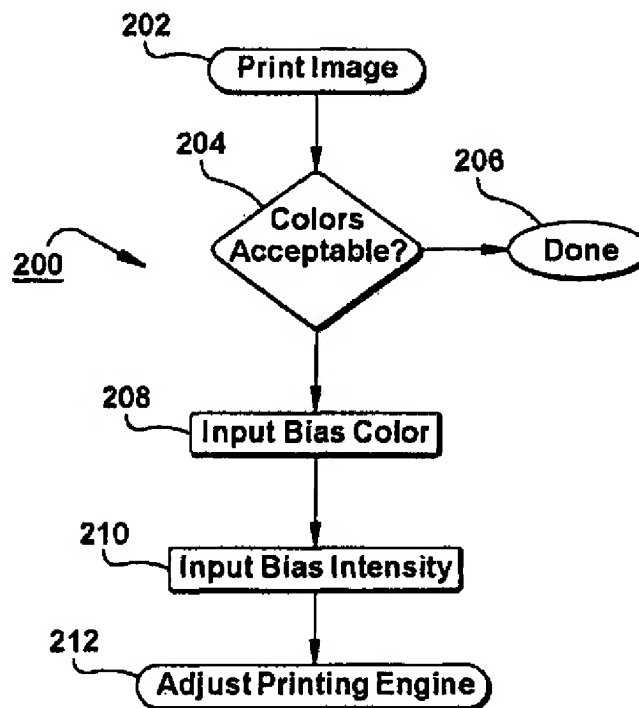 202
Print Image
204
206
Colors
Acceptable?
Done
200
208
Input Bias Color
210
Input Bias Intensity
212
Adjust Printing Engine